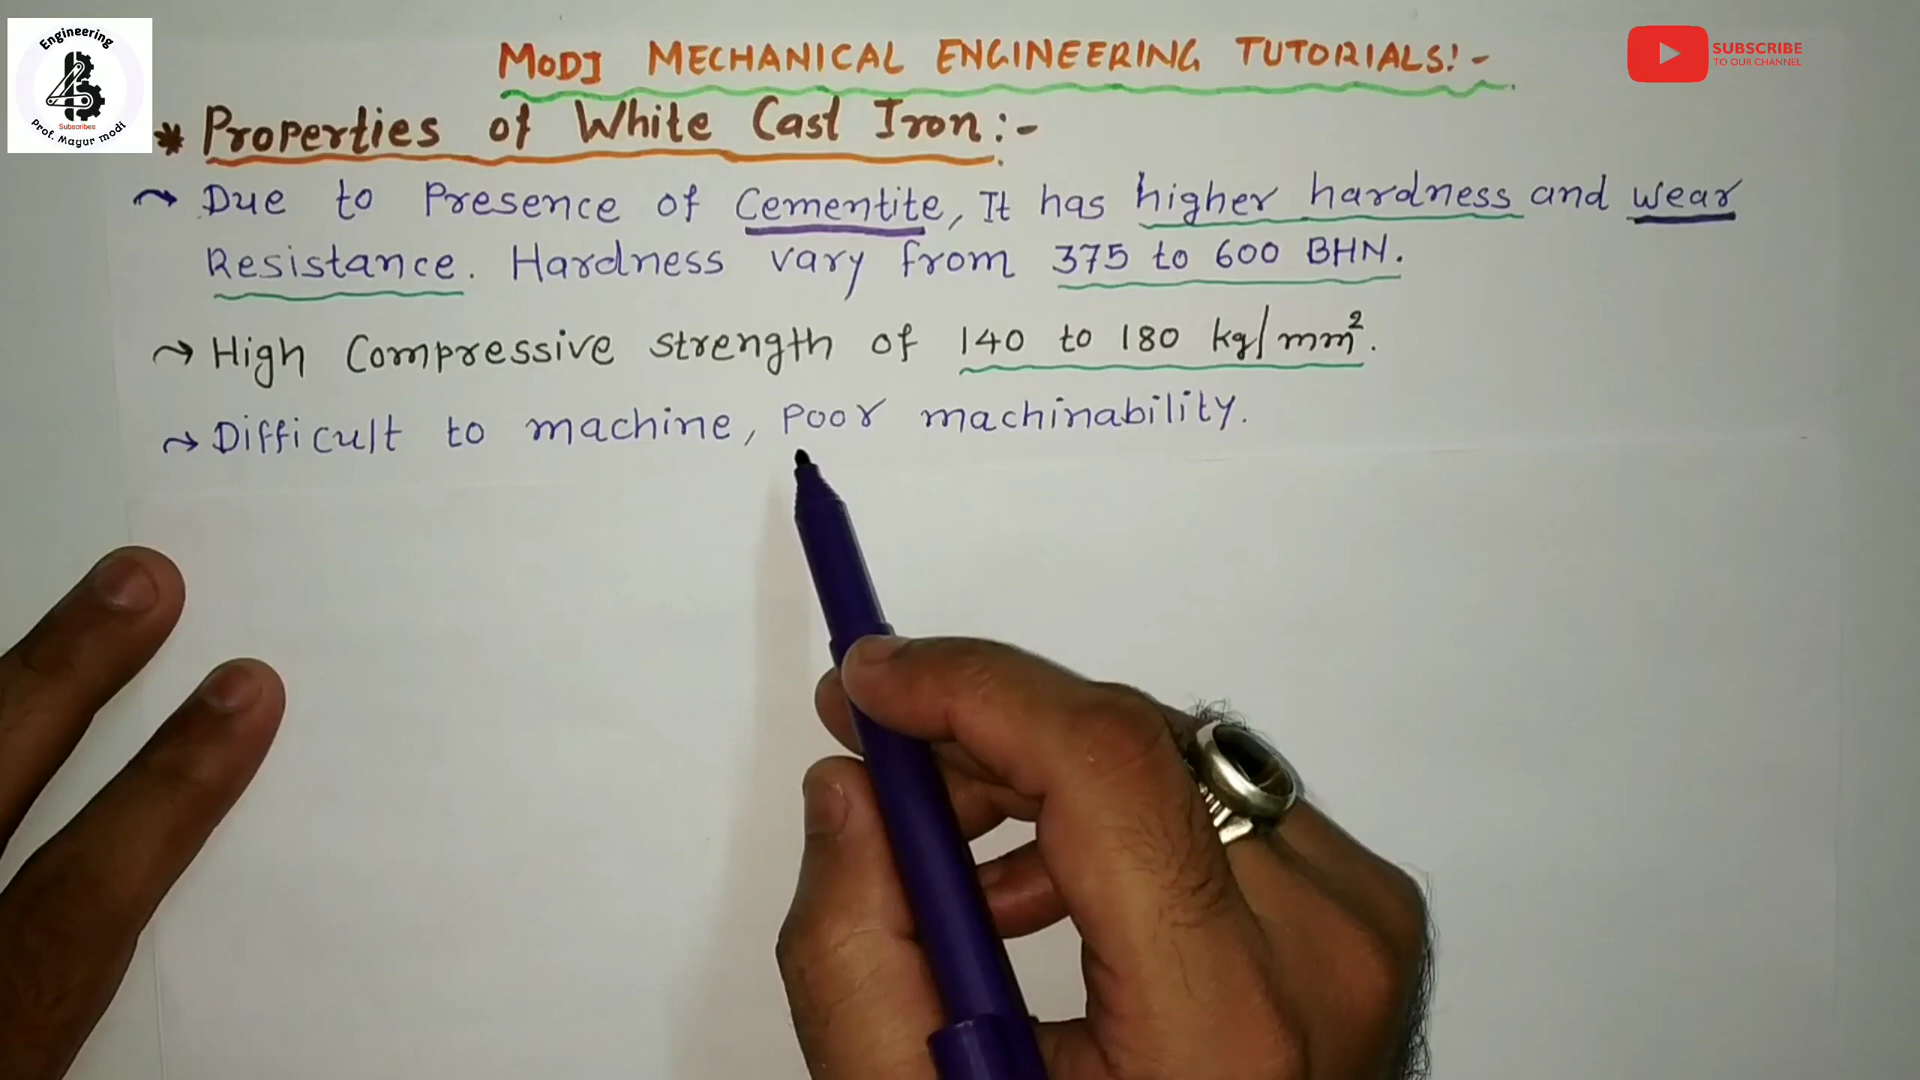 Engineering
Subscribes
Prof. Mayur modi
MODI MECHANICAL ENGINEERING TUTORIALS:-
SUBSCRIBE
TO OUR CHANNEL
* Properties of White Cast Iron:-
→ Due to Presence of Cementite, It has higher hardness and wear
Resistance. Hardness vary from 375 to 600 BHN.
→ High Compressive strength of 140 to 180 kg/mm².
→ Difficult to machine, Poor machinability.